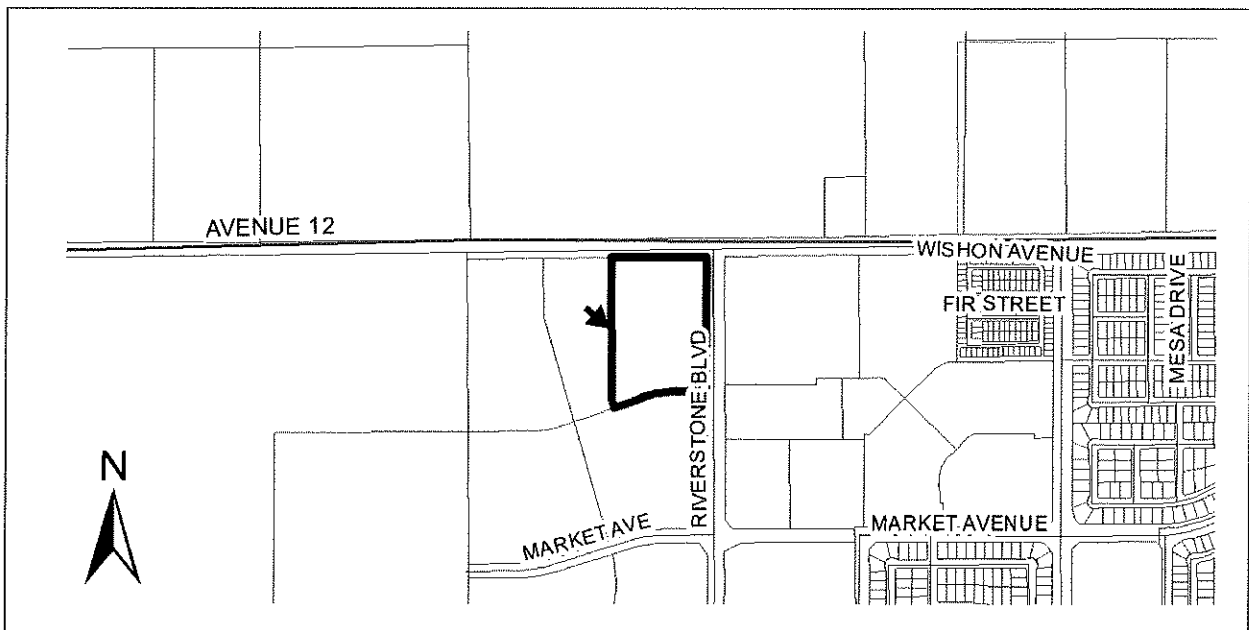 AVENUE 12
WISHON AVENUE
FIR STREET
MESA DRIVE
RIVERSTONE BLVD
N
MARKET AVE
MARKET AVENUE